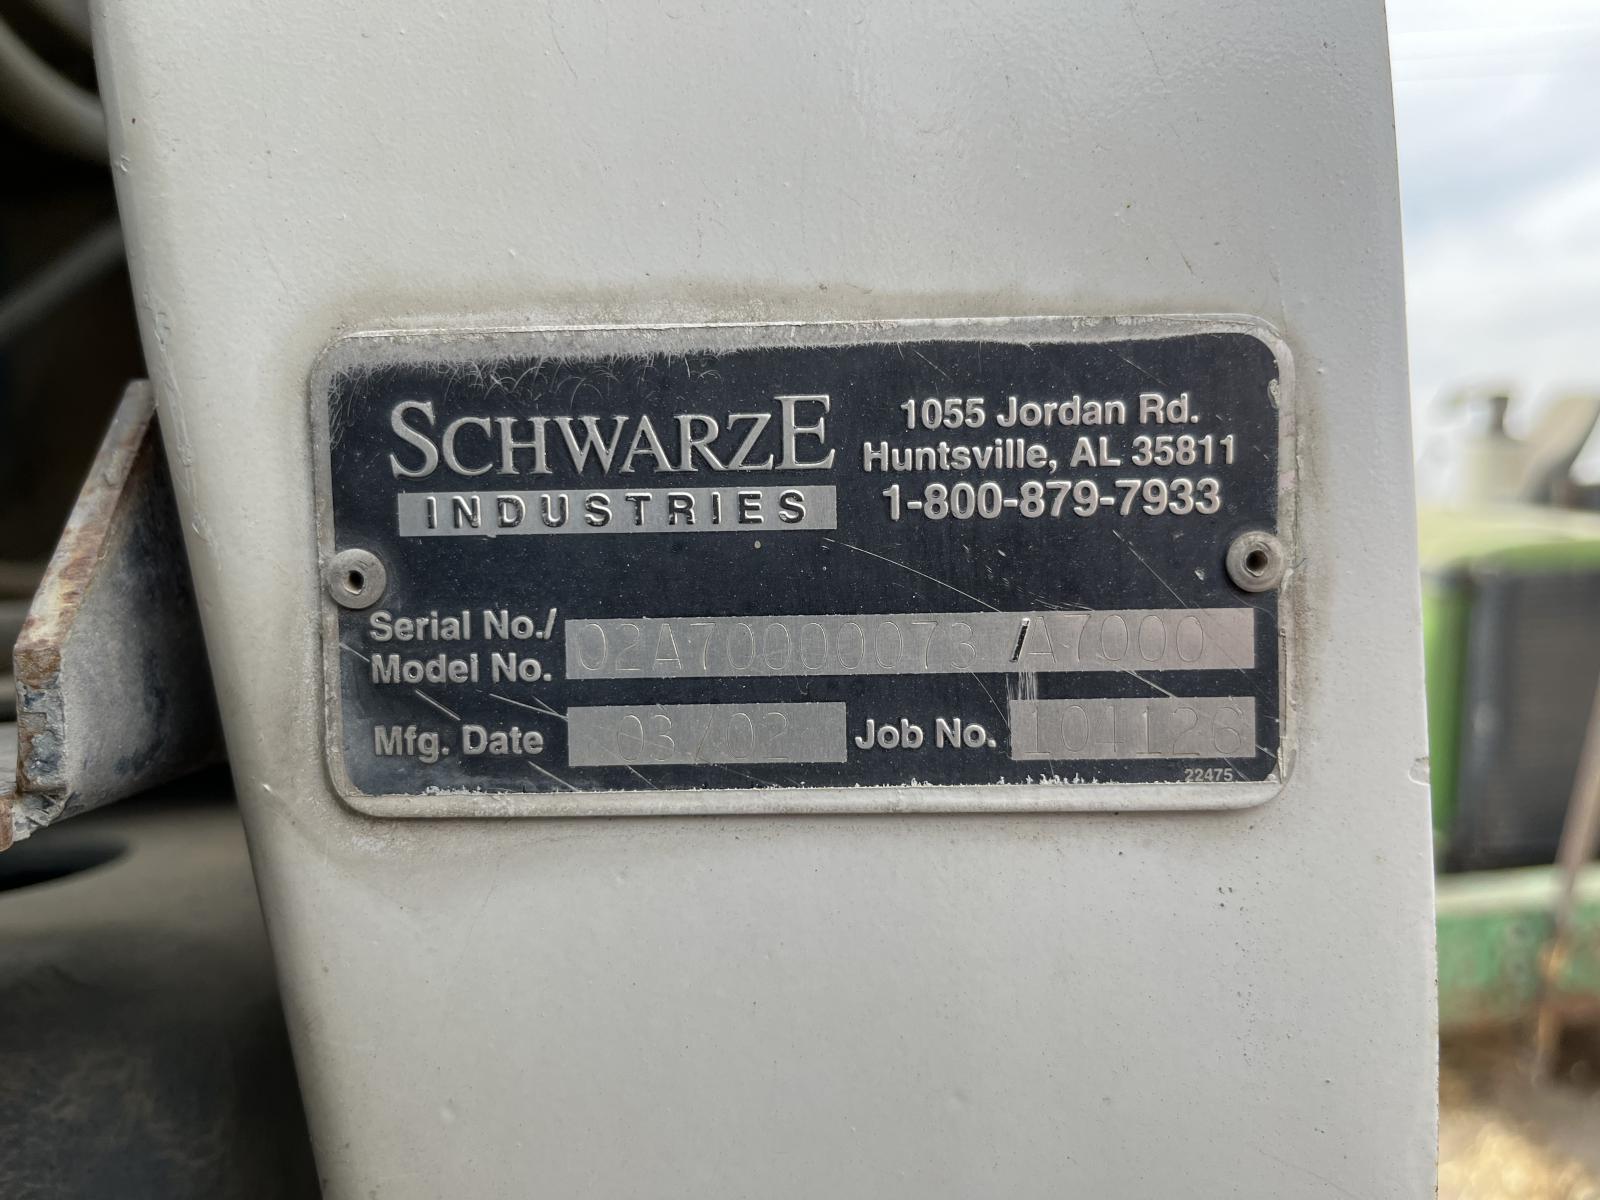 SCHWARZE
INDUSTRIES
1055 Jordan Rd.
Huntsville, AL 35811
1-800-879-7933
Serial No./
Model No.
02A70000073 /A7000
Mfg. Date 03/02 Job No. 104126
22475